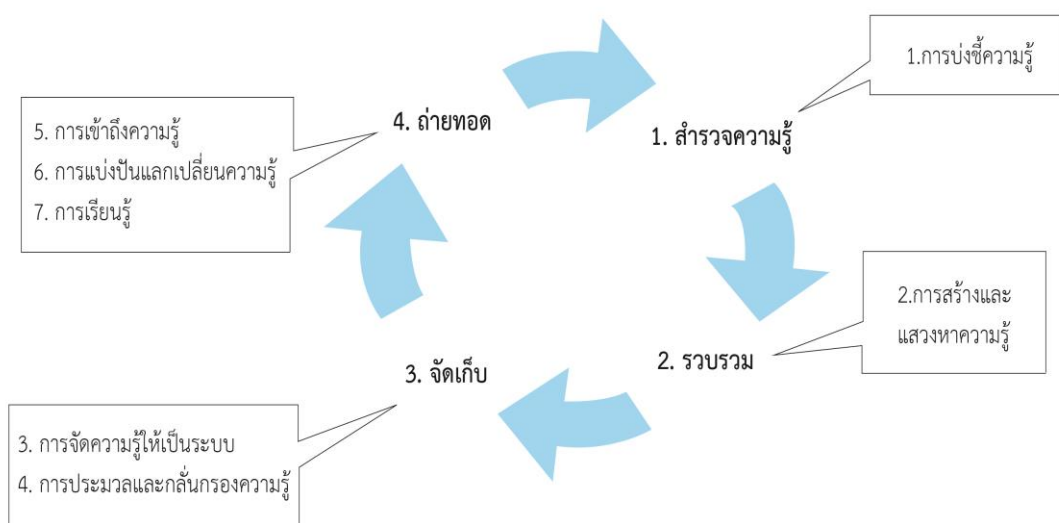 1.การบ่งชี้ความรู้
4. ถ่ายทอด
1. สำรวจความรู้
5. การเข้าถึงความรู้
6. การแบ่งปันแลกเปลี่ยนความรู้
7. การเรียนรู้
2.การสร้างและ
แสวงหาความรู้
2. รวบรวม
3. จัดเก็บ
3. การจัดความรู้ให้เป็นระบบ
4. การประมวลและกลั่นกรองความรู้